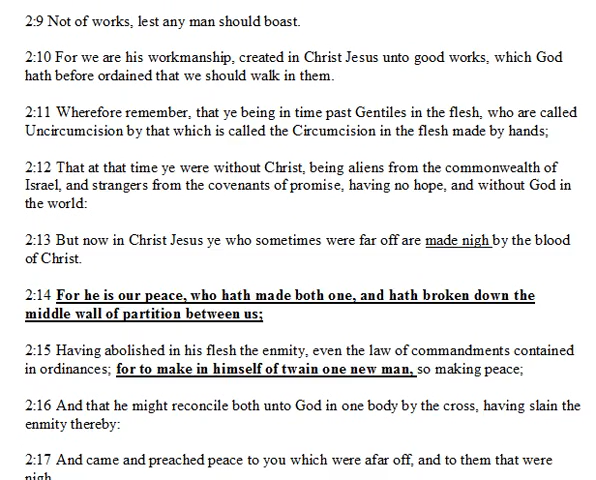 2:9 Not of works, lest any man should boast.
2:10 For we are his workmanship, created in Christ Jesus unto good works, which God
hath before ordained that we should walk in them.
2:11 Wherefore remember, that ye being in time past Gentiles in the flesh, who are called
Uncircumcision by that which is called the Circumcision in the flesh made by hands;
2:12 That at that time ye were without Christ, being aliens from the commonwealth of
Israel, and strangers from the covenants of promise, having no hope, and without God in
the world:
2:13 But now in Christ Jesus ye who sometimes were far off are made nigh by the blood
of Christ.
2:14 For he is our peace, who hath made both one, and hath broken down the
middle wall of partition between us;
2:15 Having abolished in his flesh the enmity, even the law of commandments contained
in ordinances; for to make in himself of twain one new man, so making peace;
2:16 And that he might reconcile both unto God in one body by the cross, having slain the
enmity thereby:
2:17 And came and preached peace to you which were afar off, and to them that were
nigh